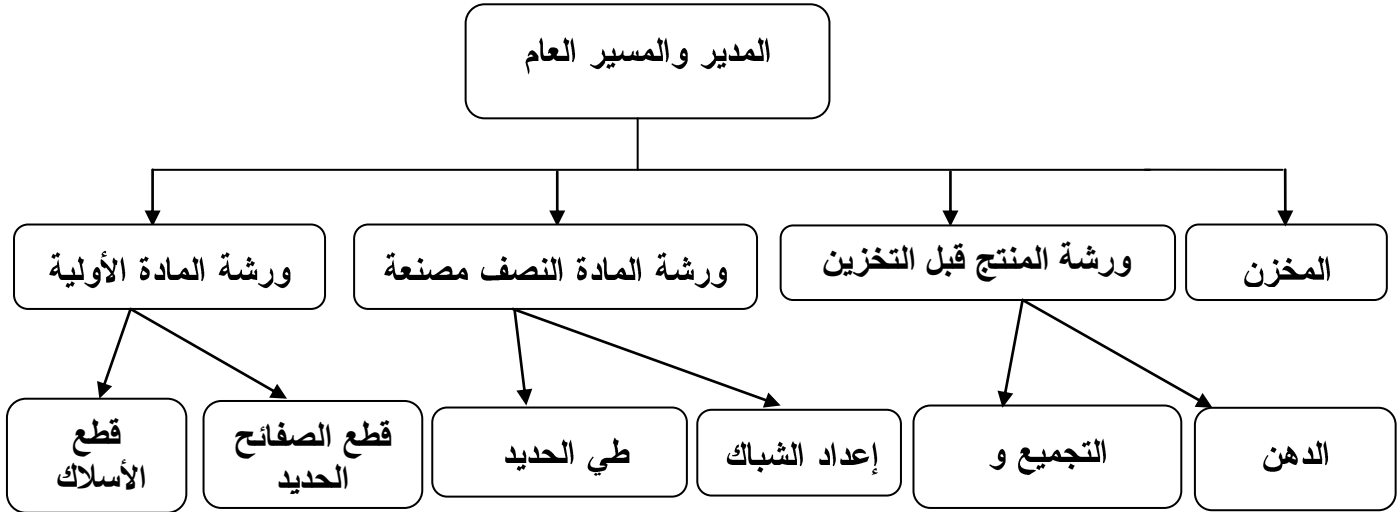 المدير والمسير العام
المخزن
ورشة المنتج قبل التخزين
ورشة المادة النصف مصنعة
ورشة المادة الأولية
الدهن
التجميع و
إعداد الشباك
طي الحديد
قطع الصفائح
الحديد
قطع
الأسلاك